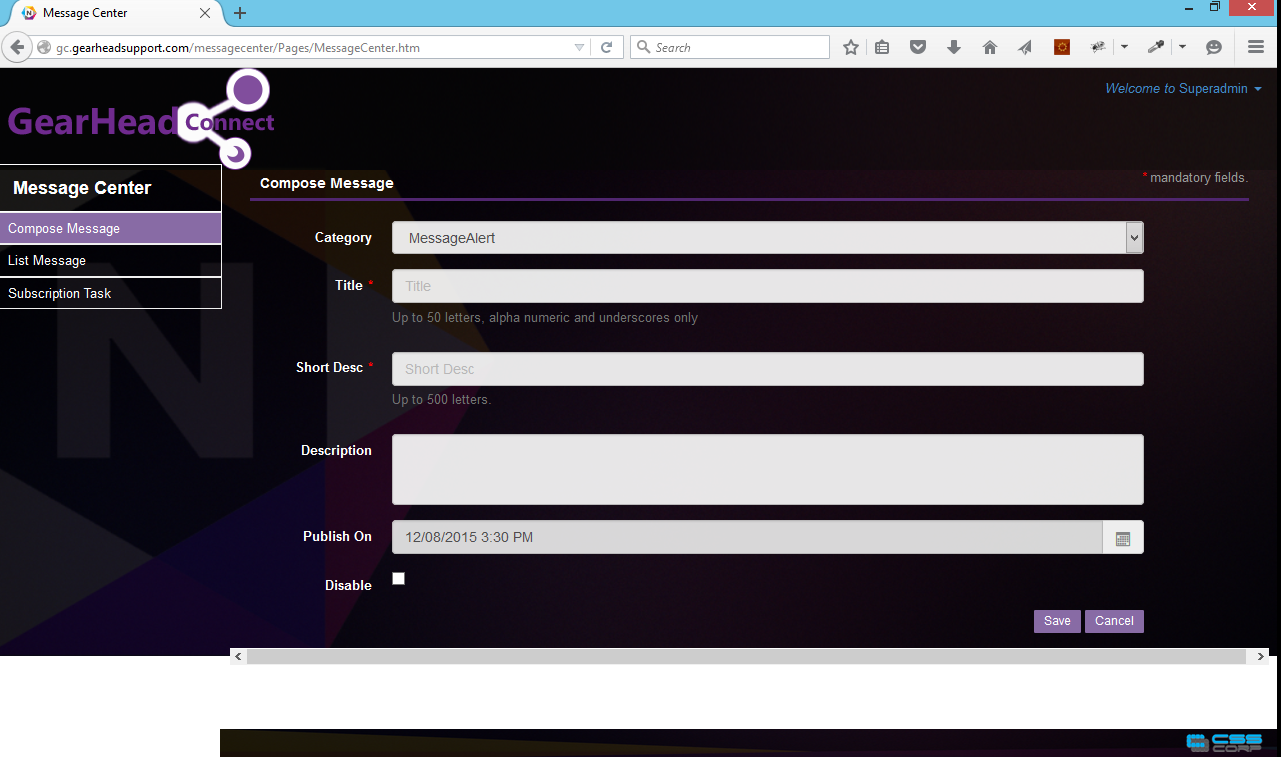 Message Center
gc.gearheadsupport.com/messagecenter/Pages/MessageCenter.htm
Search
Welcome to Superadmin
GearHead Connect
Message Center
Compose Message
List Message
Subscription Task
Compose Message
* mandatory fields.
Category
MessageAlert
Title *
Title
Up to 50 letters, alpha numeric and underscores only
Short Desc *
Short Desc
Up to 500 letters.
Description
Publish On
12/08/2015 3:30 PM
Disable
Save
Cancel
N
CSS
CORP